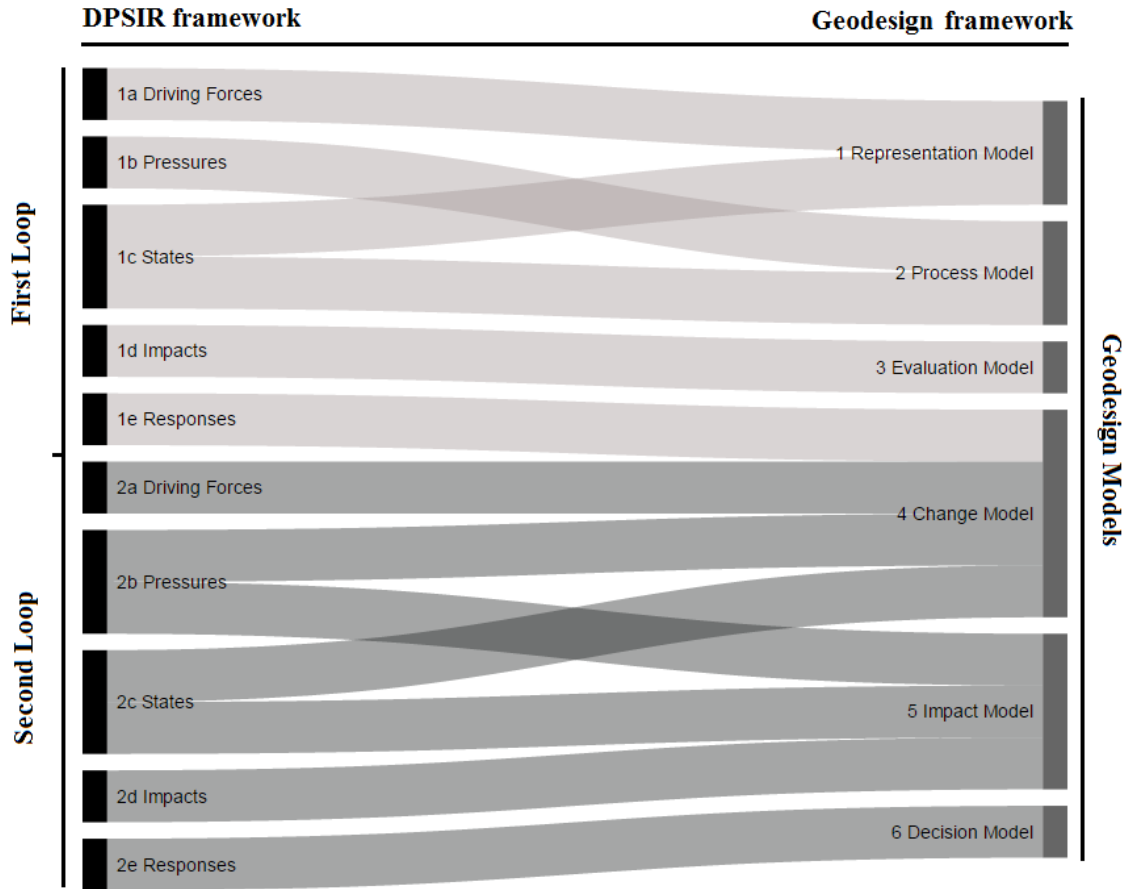 DPSIR framework
Geodesign framework
First Loop
Second Loop
1a Driving Forces
1b Pressures
1c States
1d Impacts
1e Responses
2a Driving Forces
2b Pressures
2c States
2d Impacts
2e Responses
1 Representation Model
2 Process Model
3 Evaluation Model
4 Change Model
5 Impact Model
6 Decision Model
Geodesign Models